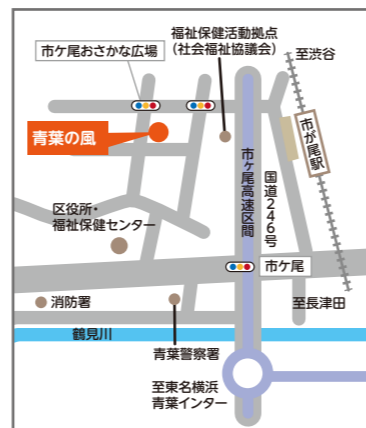 福祉保健活動拠点
(社会福祉協議会)
市ケ尾おさかな広場
至渋谷
青葉の風
市が尾駅
市ケ尾高速区間
国道246号
区役所・
福祉保健センター
市ケ尾
消防署
至長津田
鶴見川
青葉警察署
至東名横浜
青葉インター